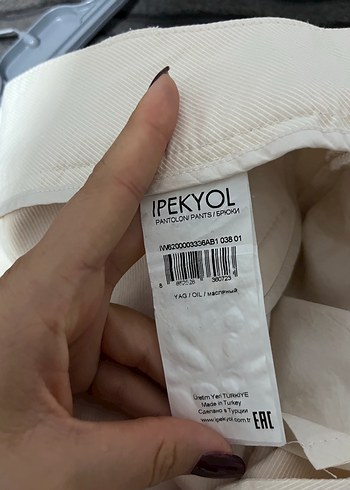 IPEKYOL
PANTOLON/ PANTS / БРЮКИ
IW6200003336AB1 038 01
YAG / OIL / масляный
Üretim Yeri TÜRKİYE
Made in Turkey
Сделано в Турции
www.ipekyol.com.tr
EAC